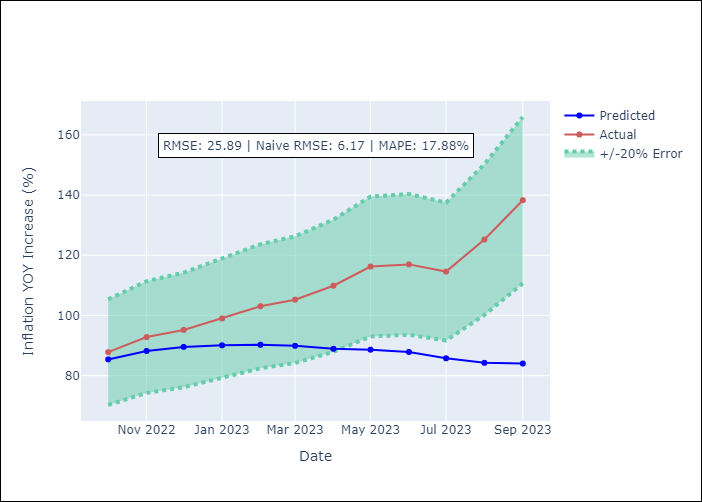 RMSE: 25.89 | Naive RMSE: 6.17 | MAPE: 17.88%
Predicted
Actual
+/-20% Error
Inflation YOY Increase (%)
160
140
120
100
80
Nov 2022 Jan 2023 Mar 2023 May 2023 Jul 2023 Sep 2023
Date